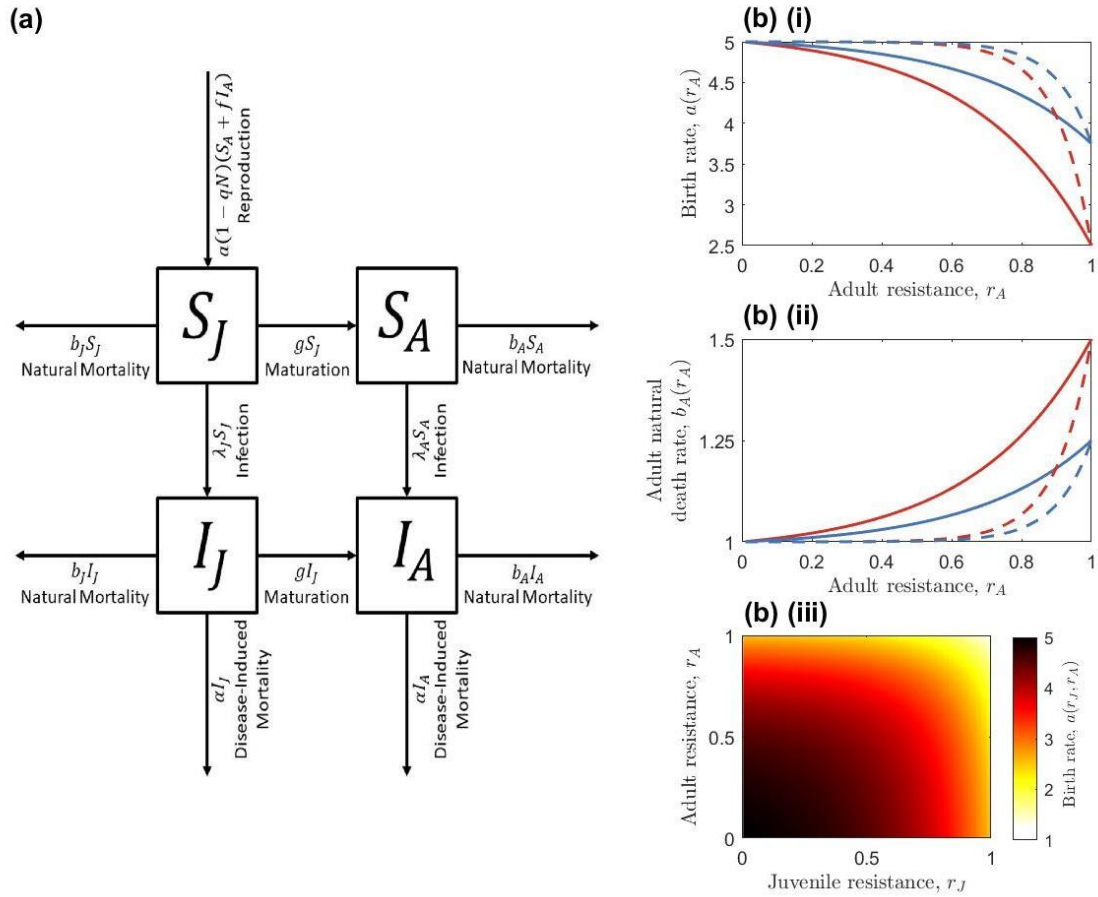 (a)
a(1 − qN)(S_A + fI_A)
Reproduction
S_J
S_A
b_J S_J
Natural Mortality
gS_J
Maturation
b_A S_A
Natural Mortality
λ_J S_J
Infection
λ_A S_A
Infection
I_J
I_A
b_J I_J
Natural Mortality
gI_J
Maturation
b_A I_A
Natural Mortality
αI_J
Disease-Induced
Mortality
αI_A
Disease-Induced
Mortality
(b) (i)
Birth rate, a(r_A)
5
4.5
4
3.5
3
2.5
0 0.2 0.4 0.6 0.8 1
Adult resistance, r_A
(b) (ii)
Adult natural
death rate, b_A(r_A)
1.5
1.25
1
0 0.2 0.4 0.6 0.8 1
Adult resistance, r_A
(b) (iii)
Adult resistance, r_A
1
0.5
0
0 0.5 1
Juvenile resistance, r_J
5
4
3
2
1
Birth rate, a(r_J, r_A)